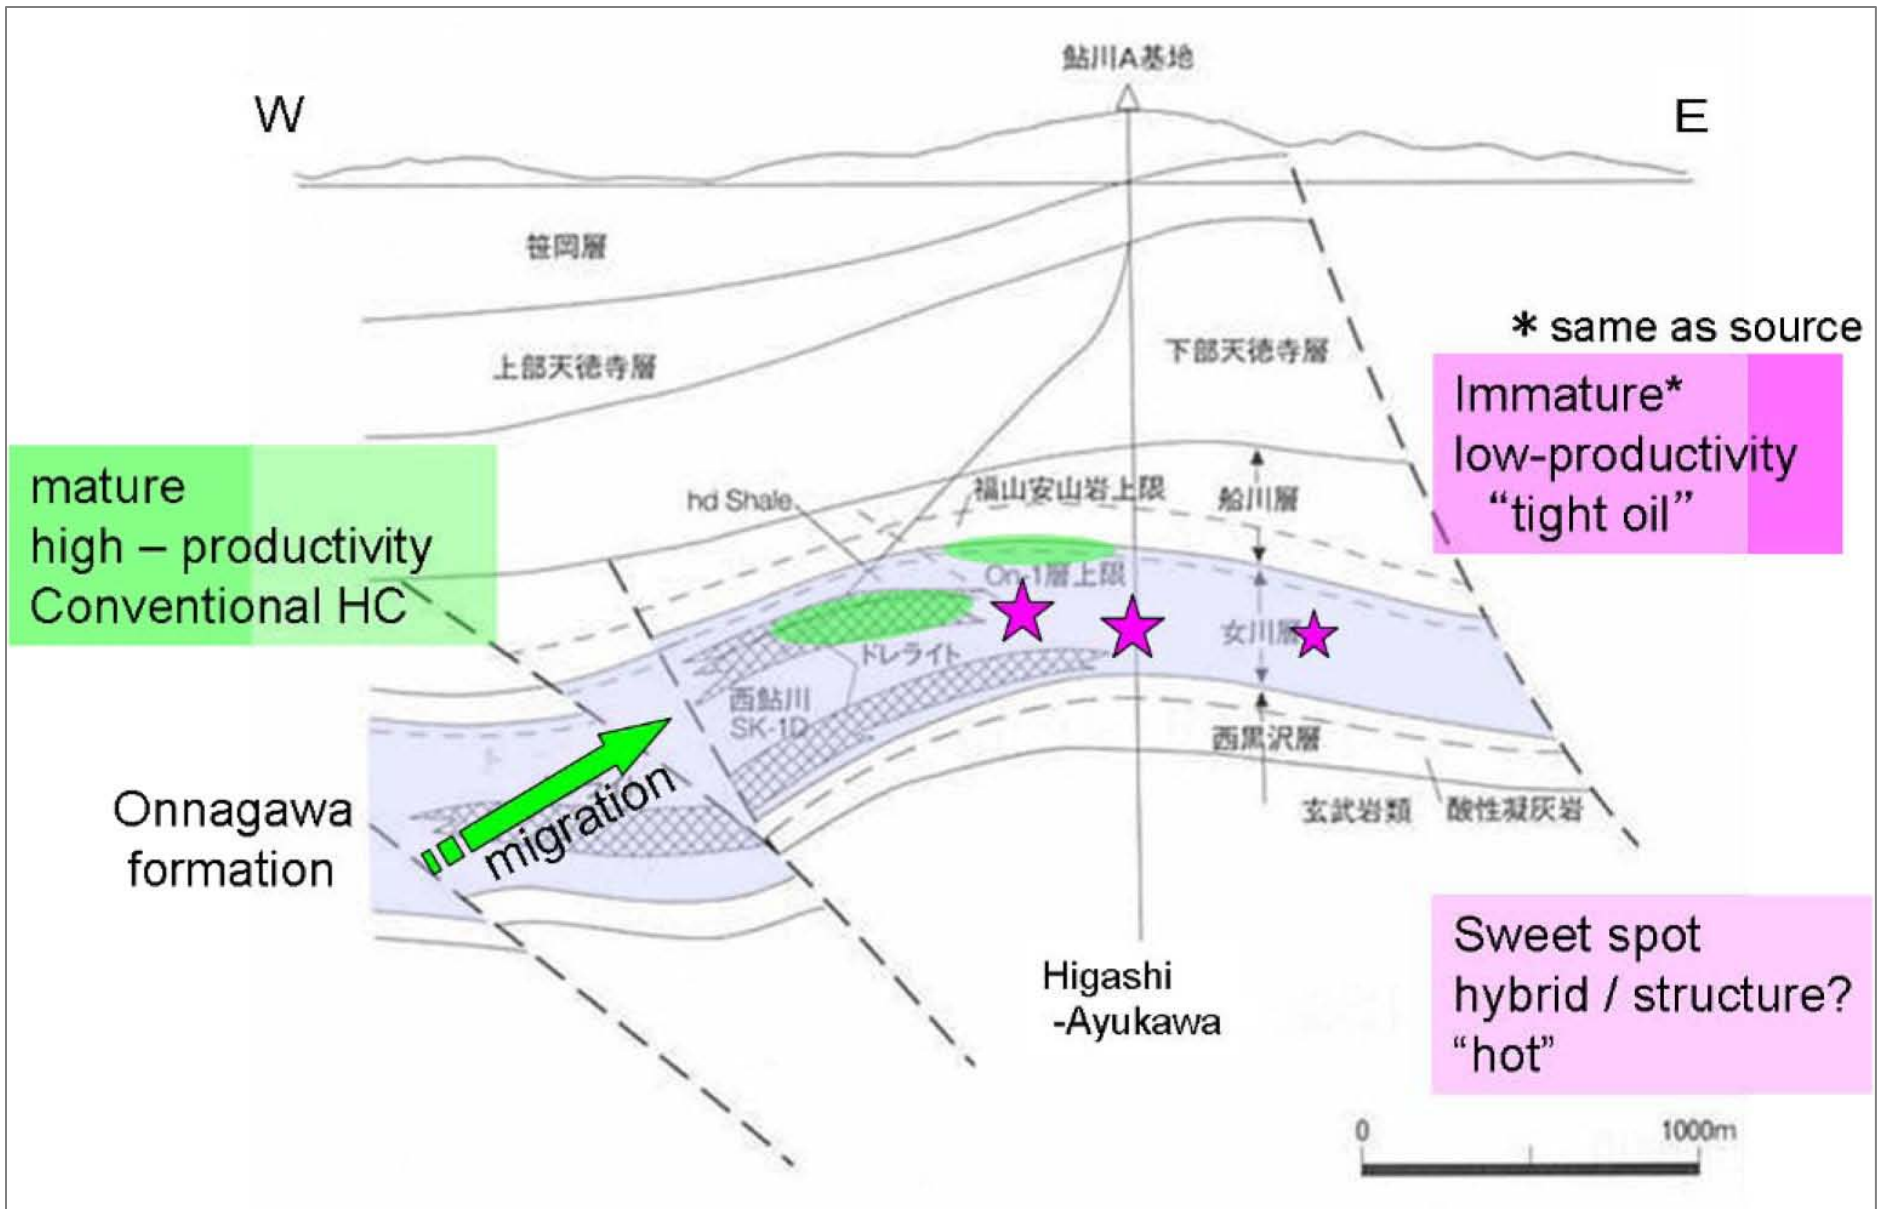 鮎川A基地
W
E
笹岡層
* same as source
上部天徳寺層
下部天徳寺層
Immature*
low-productivity
“tight oil”
mature
high – productivity
Conventional HC
hd Shale
福山安山岩上限
船川層
On-1層上限
女川層
ドレライト
西鮎川
SK-1D
西黒沢層
migration
Onnagawa
formation
玄武岩類
酸性凝灰岩
Sweet spot
hybrid / structure?
“hot”
Higashi
-Ayukawa
0
1000m